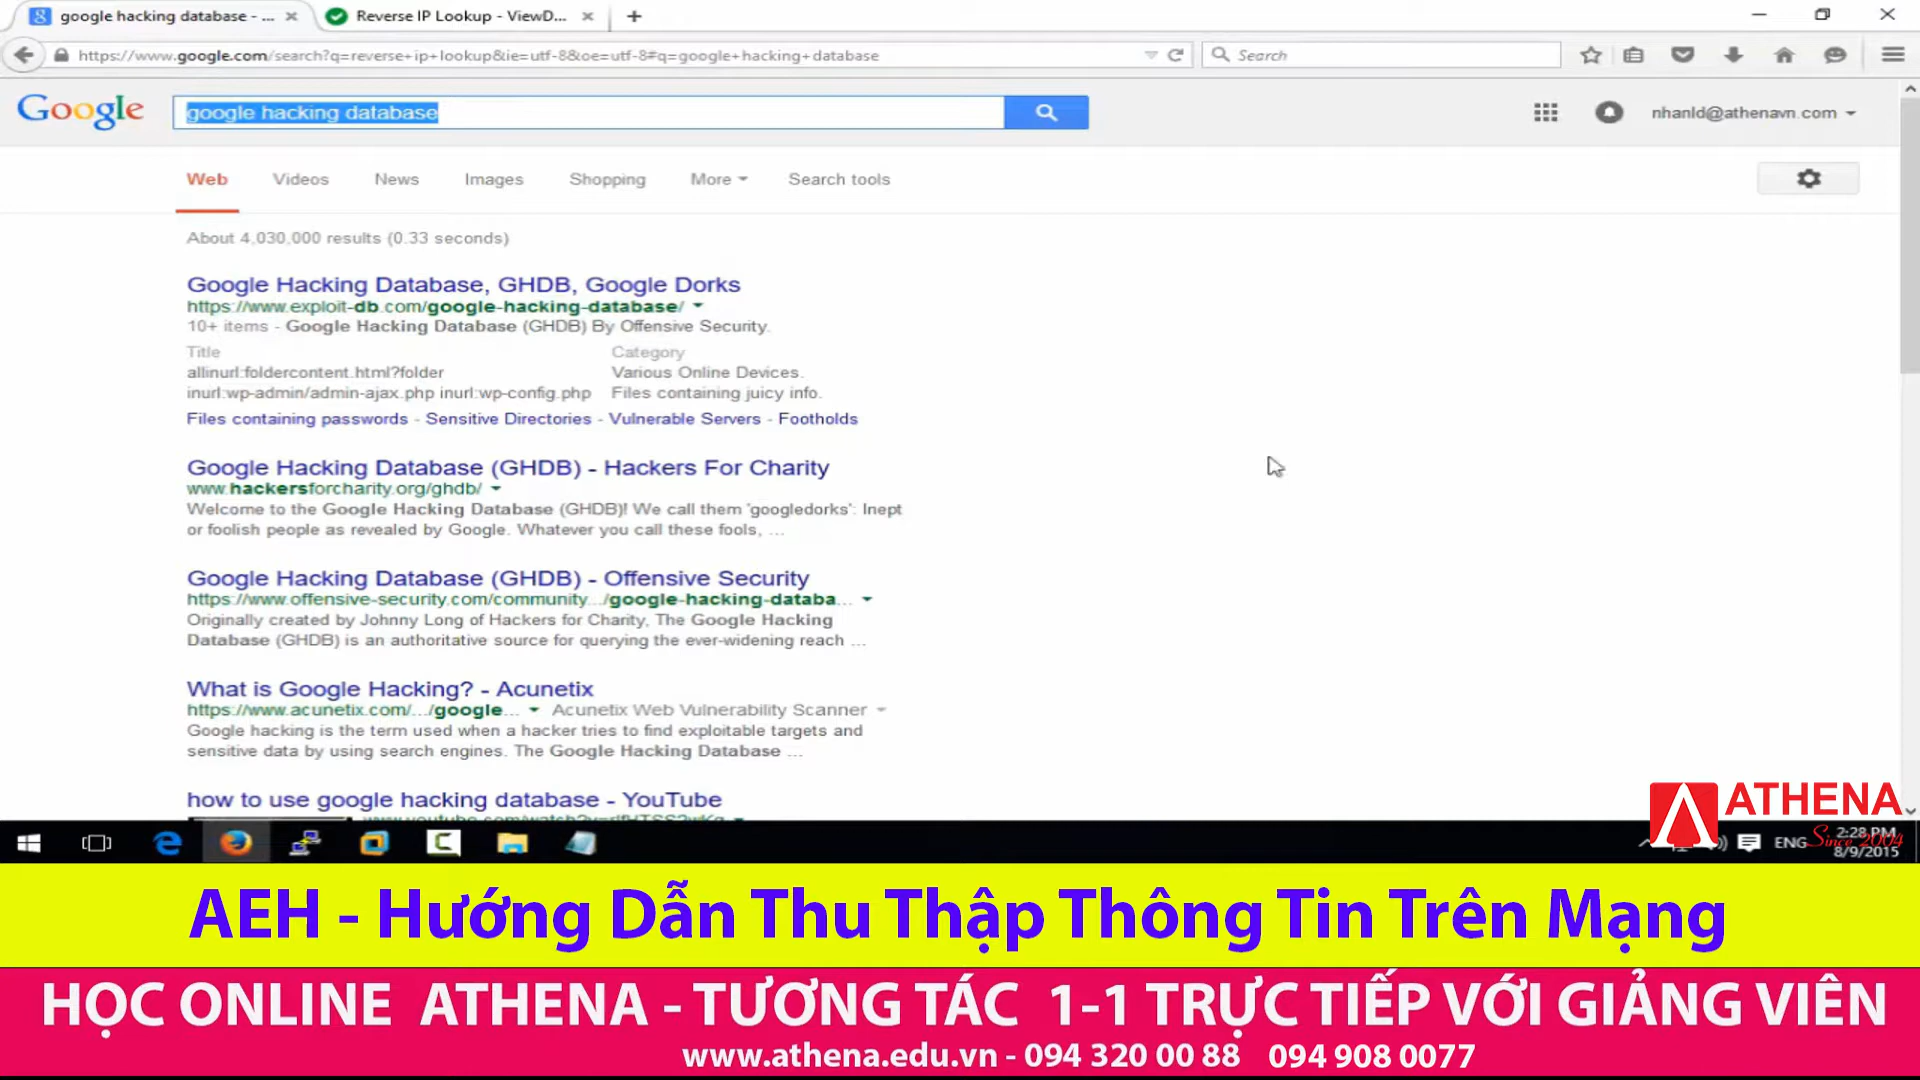 google hacking database - ...
Reverse IP Lookup - ViewD...
https://www.google.com/search?q=reverse+ip+lookup&ie=utf-8&oe=utf-8#q=google+hacking+database
Search
Google
google hacking database
nhanld@athenavn.com
Web Videos News Images Shopping More Search tools
About 4,030,000 results (0.33 seconds)
Google Hacking Database, GHDB, Google Dorks
https://www.exploit-db.com/google-hacking-database/
10+ items - Google Hacking Database (GHDB) By Offensive Security.
Title Category
allinurl:foldercontent.html?folder Various Online Devices.
inurl:wp-admin/admin-ajax.php inurl:wp-config.php Files containing juicy info.
Files containing passwords - Sensitive Directories - Vulnerable Servers - Footholds
Google Hacking Database (GHDB) - Hackers For Charity
www.hackersforcharity.org/ghdb/
Welcome to the Google Hacking Database (GHDB)! We call them 'googledorks': Inept
or foolish people as revealed by Google. Whatever you call these fools, ...
Google Hacking Database (GHDB) - Offensive Security
https://www.offensive-security.com/community.../google-hacking-databa...
Originally created by Johnny Long of Hackers for Charity, The Google Hacking
Database (GHDB) is an authoritative source for querying the ever-widening reach ...
What is Google Hacking? - Acunetix
https://www.acunetix.com/.../google... Acunetix Web Vulnerability Scanner
Google hacking is the term used when a hacker tries to find exploitable targets and
sensitive data by using search engines. The Google Hacking Database ...
how to use google hacking database - YouTube
ATHENA
Since 2004
ENG
2:28 PM
8/9/2015
AEH - Hướng Dẫn Thu Thập Thông Tin Trên Mạng
HỌC ONLINE ATHENA - TƯƠNG TÁC 1-1 TRỰC TIẾP VỚI GIẢNG VIÊN
www.athena.edu.vn - 094 320 00 88 094 908 0077